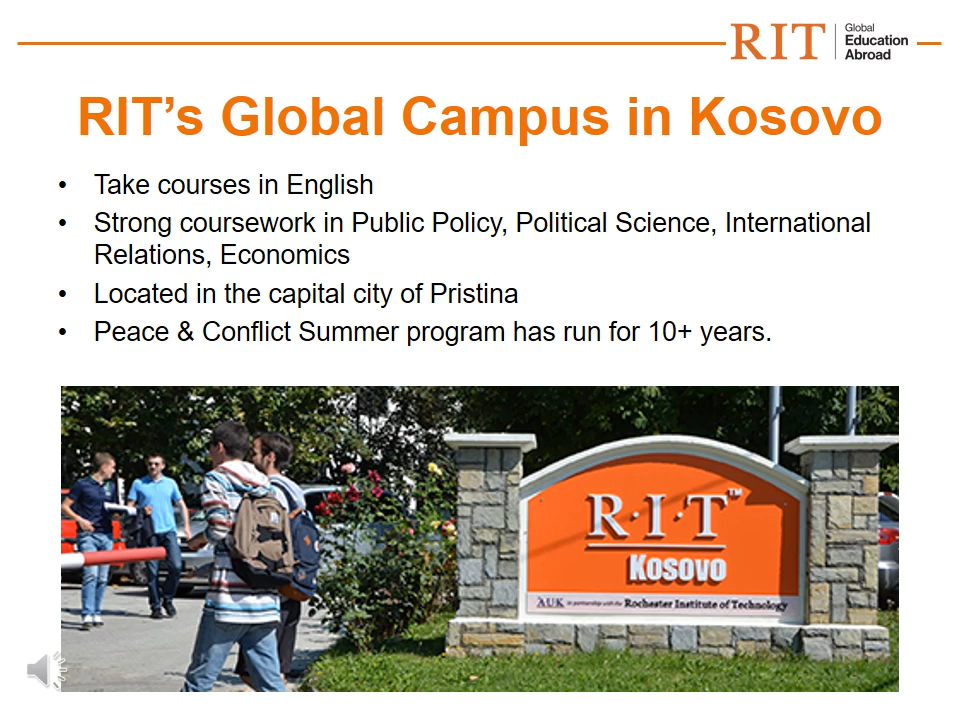 RIT Global
Education
Abroad
RIT's Global Campus in Kosovo
• Take courses in English
• Strong coursework in Public Policy, Political Science, International
Relations, Economics
• Located in the capital city of Pristina
• Peace & Conflict Summer program has run for 10+ years.
R·I·T™
Kosovo
AUK in partnership with the Rochester Institute of Technology